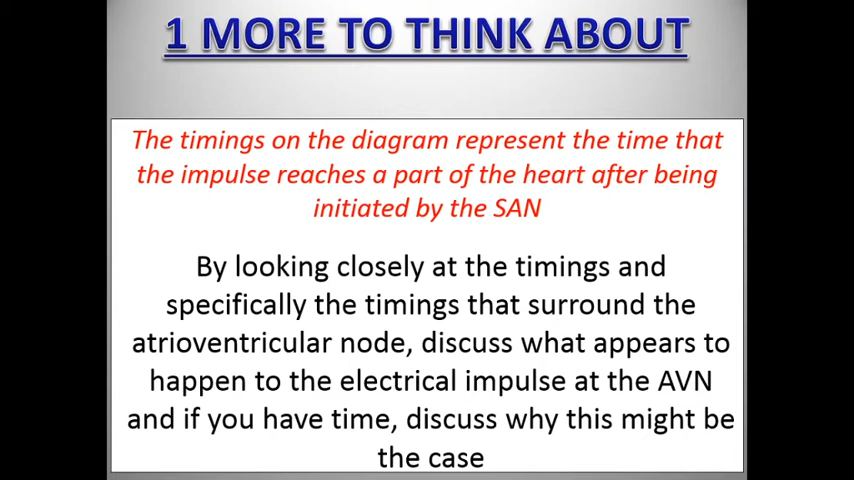 1 MORE TO THINK ABOUT
The timings on the diagram represent the time that
the impulse reaches a part of the heart after being
initiated by the SAN
By looking closely at the timings and
specifically the timings that surround the
atrioventricular node, discuss what appears to
happen to the electrical impulse at the AVN
and if you have time, discuss why this might be
the case